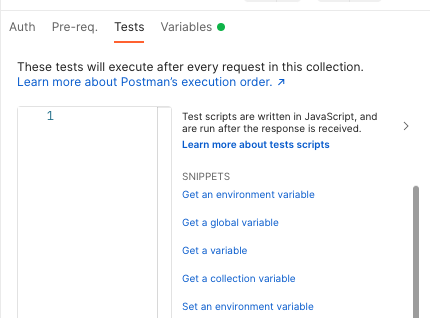 Auth Pre-req. Tests Variables
These tests will execute after every request in this collection.
Learn more about Postman's execution order. ↗
1
Test scripts are written in JavaScript, and
are run after the response is received.
Learn more about tests scripts
SNIPPETS
Get an environment variable
Get a global variable
Get a variable
Get a collection variable
Set an environment variable